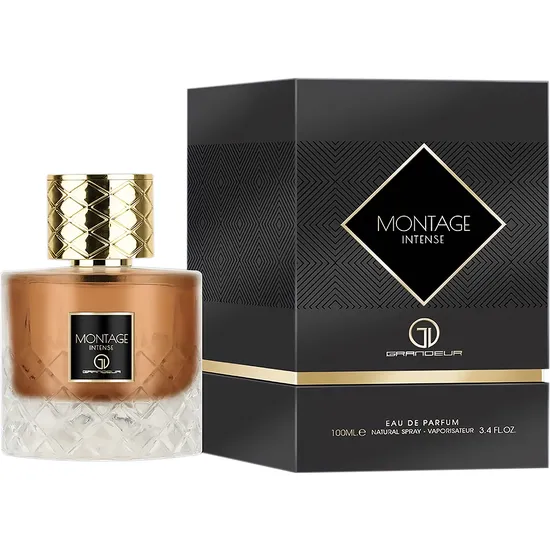 MONTAGE
INTENSE
GRANDEUR
MONTAGE
INTENSE
GRANDEUR
EAU DE PARFUM
100ML.e NATURAL SPRAY - VAPORISATEUR 3.4 FL.OZ.